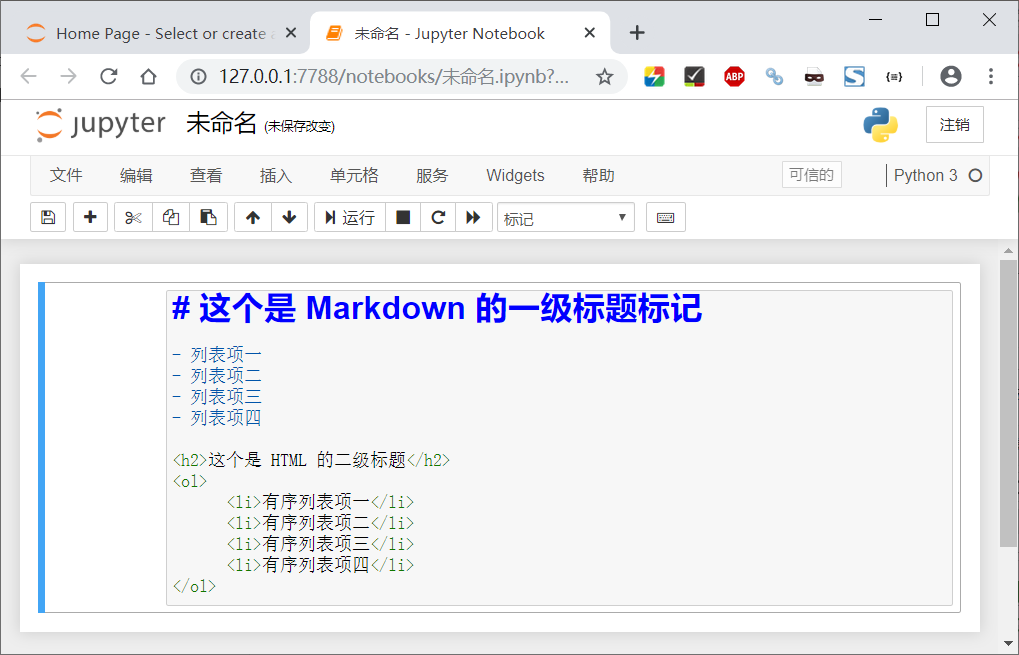 Home Page - Select or create a
未命名 - Jupyter Notebook
127.0.0.1:7788/notebooks/未命名.ipynb?...
ABP
jupyter 未命名 (未保存改变)
注销
文件 编辑 查看 插入 单元格 服务 Widgets 帮助 可信的 Python 3
运行 标记
# 这个是 Markdown 的一级标题标记
- 列表项一
- 列表项二
- 列表项三
- 列表项四
<h2>这个是 HTML 的二级标题</h2>
<ol>
<li>有序列表项一</li>
<li>有序列表项二</li>
<li>有序列表项三</li>
<li>有序列表项四</li>
</ol>